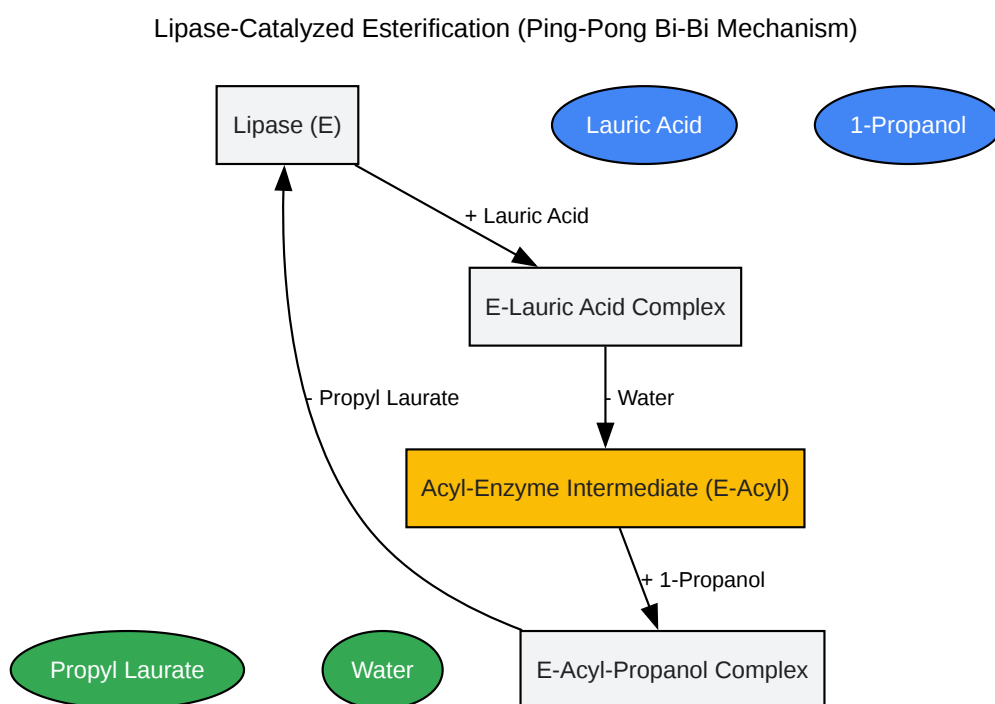 Lipase-Catalyzed Esterification (Ping-Pong Bi-Bi Mechanism)
Lipase (E)
Lauric Acid
1-Propanol
+ Lauric Acid
E-Lauric Acid Complex
- Propyl Laurate
- Water
Acyl-Enzyme Intermediate (E-Acyl)
+ 1-Propanol
Propyl Laurate
Water
E-Acyl-Propanol Complex